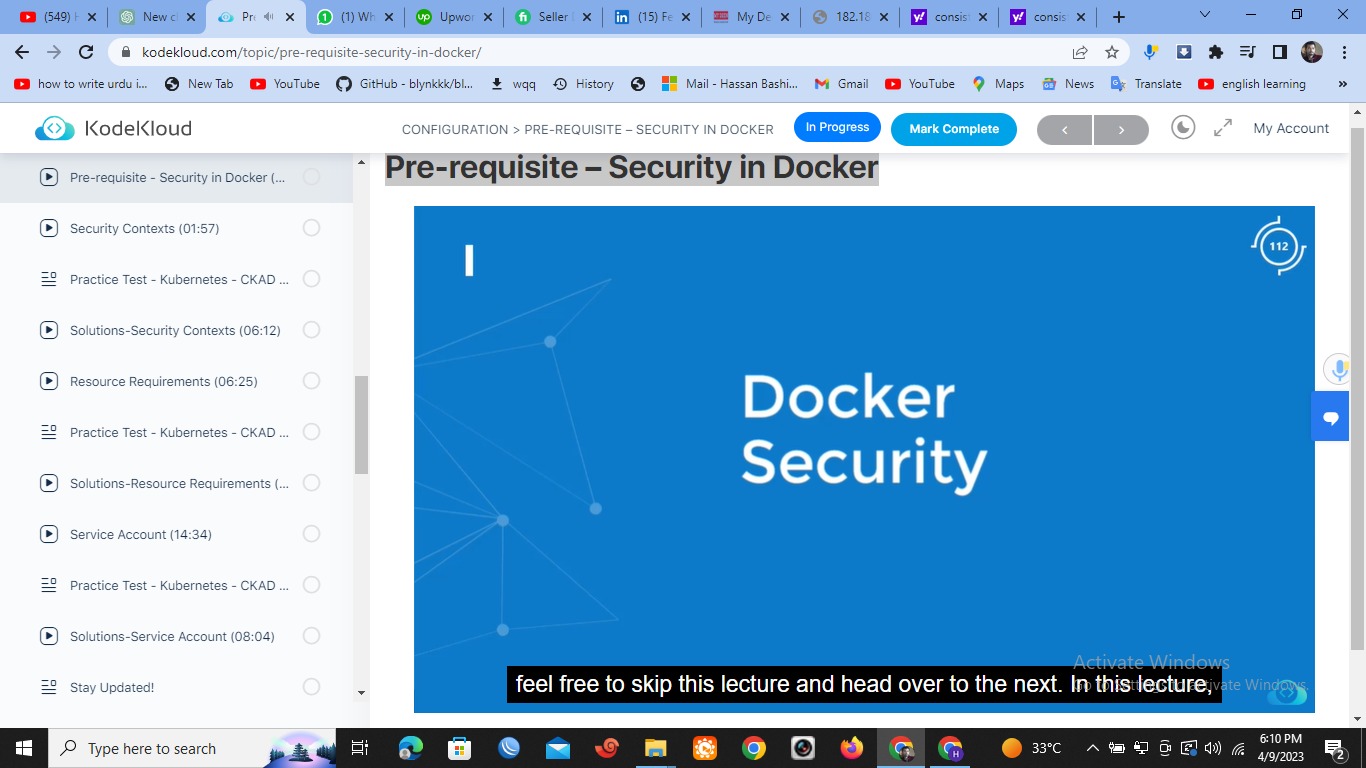 (549) H
New c
Pr
(1) Wh
Upwor
Seller
(15) Fe
My De
182.18
consist
consis
kodekloud.com/topic/pre-requisite-security-in-docker/
how to write urdu i...
New Tab
YouTube
GitHub - blynkkk/bl...
wqq
History
Mail - Hassan Bashi...
Gmail
YouTube
Maps
News
Translate
english learning
»
KodeKloud
CONFIGURATION > PRE-REQUISITE – SECURITY IN DOCKER
In Progress
Mark Complete
My Account
Pre-requisite - Security in Docker (...
Security Contexts (01:57)
Practice Test - Kubernetes - CKAD ...
Solutions-Security Contexts (06:12)
Resource Requirements (06:25)
Practice Test - Kubernetes - CKAD ...
Solutions-Resource Requirements (...
Service Account (14:34)
Practice Test - Kubernetes - CKAD ...
Solutions-Service Account (08:04)
Stay Updated!
Pre-requisite – Security in Docker
112
Docker
Security
feel free to skip this lecture and head over to the next. In this lecture,
Activate Windows
Go to Settings to activate Windows.
Type here to search
33°C
6:10 PM
4/9/2023
2